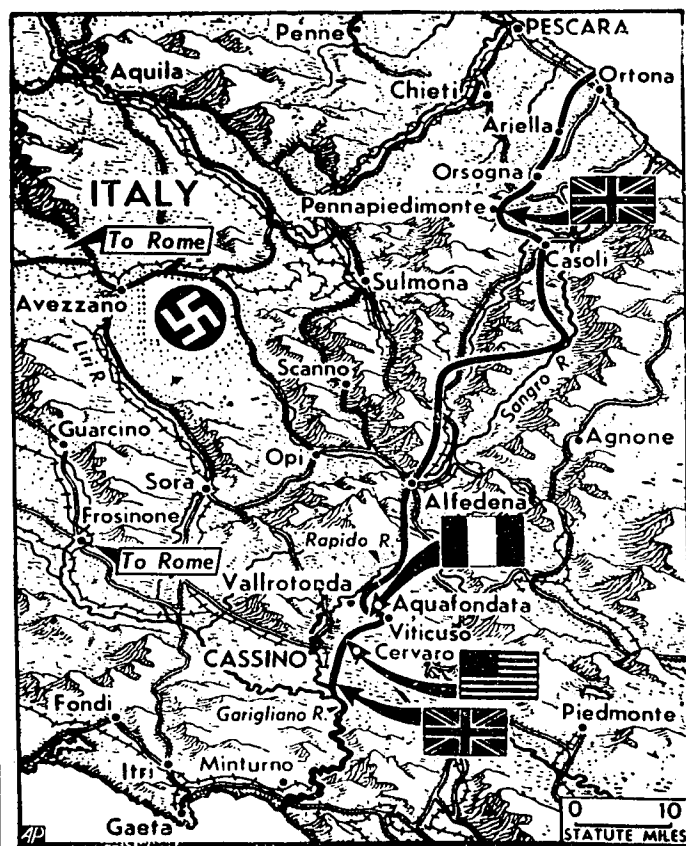 Penne
PESCARA
Aquila
Chieti
Ortona
Ariella
Orsogna
ITALY
Pennapiedimonte
To Rome
Casoli
Avezzano
Sulmona
Liri R.
Scanno
Sangro R.
Guarcino
Opi
Agnone
Sora
Alfedena
Frosinone
Rapido R.
To Rome
Vallrotonda
Aquafondata
Viticuso
CASSINO
Cervaro
Fondi
Garigliano R.
Piedmonte
Itri
Minturno
Gaeta
0 10
STATUTE MILES
AP